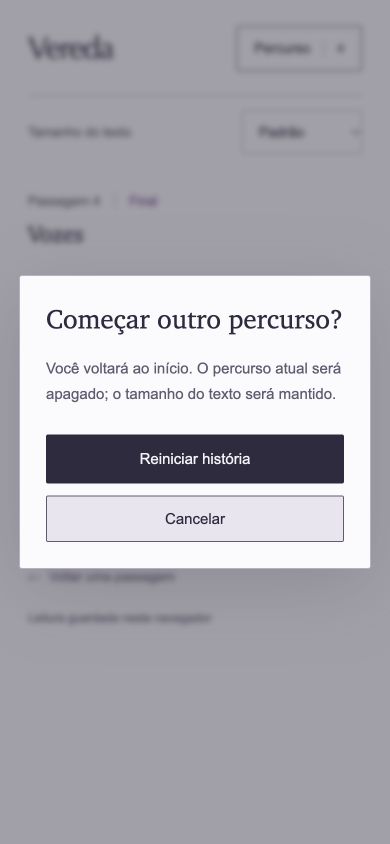 Vereda
Percurso 4
Tamanho do texto
Padrão
Passagem 4 Final
Vozes
Começar outro percurso?
Você voltará ao início. O percurso atual será
apagado; o tamanho do texto será mantido.
Reiniciar história
Cancelar
Voltar uma passagem
Leitura guardada neste navegador